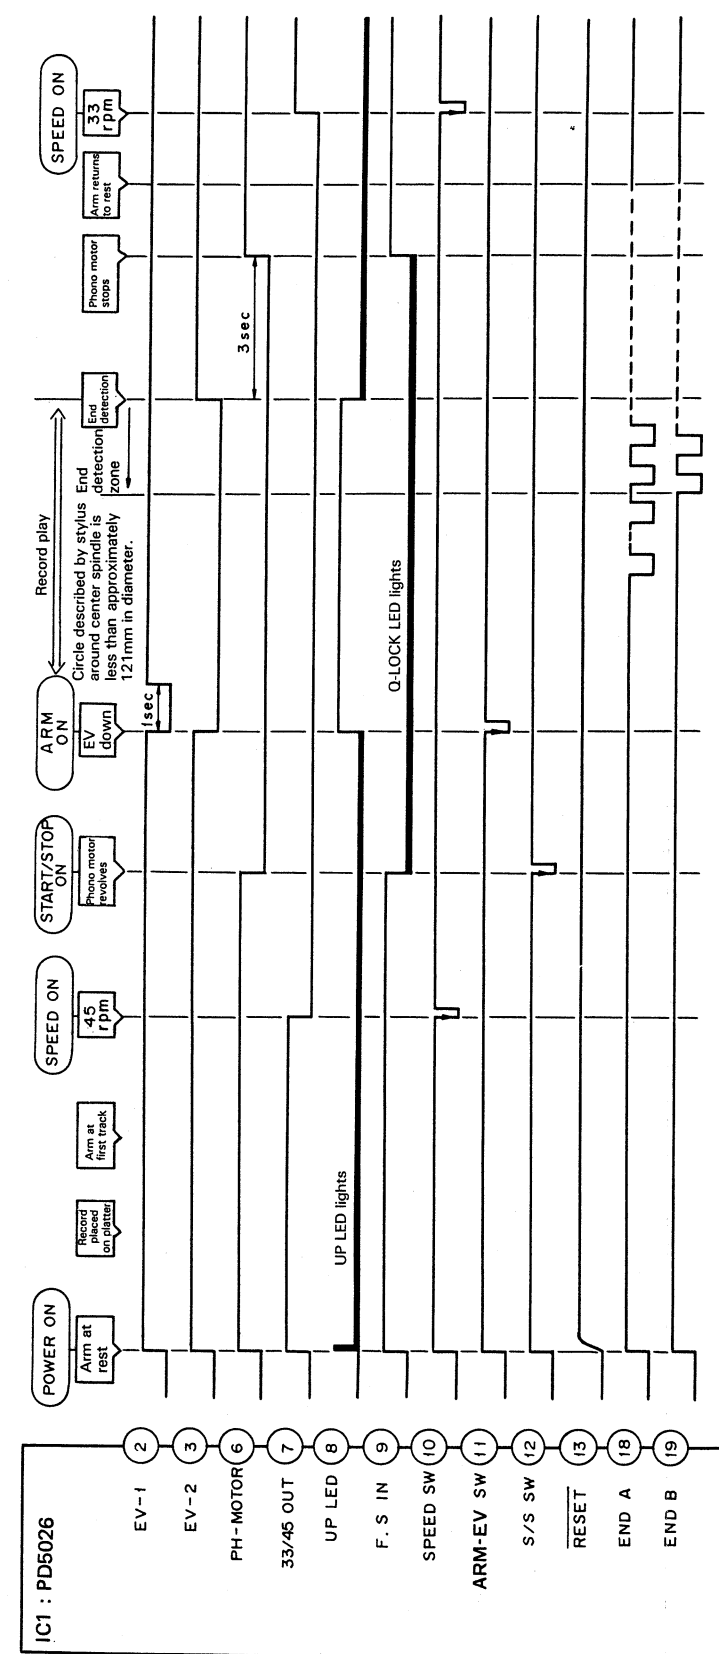 IC1 : PD5026
EV-1 2
EV-2 3
PH-MOTOR 6
33/45 OUT 7
UP LED 8
F. S IN 9
SPEED SW 10
ARM-EV SW 11
S/S SW 12
RESET 13
END A 18
END B 19
POWER ON
Arm at
rest
Record
placed
on platter
Arm at
first track
SPEED ON
45
rpm
START/STOP
ON
Phono motor
revolves
ARM
ON
EV
down
1sec
Record play
Circle described by stylus
around center spindle is
less than approximately
121mm in diameter.
End
detection
zone
End
detection
3 sec
Phono motor
stops
Arm returns
to rest
SPEED ON
33
rpm
UP LED lights
Q-LOCK LED lights